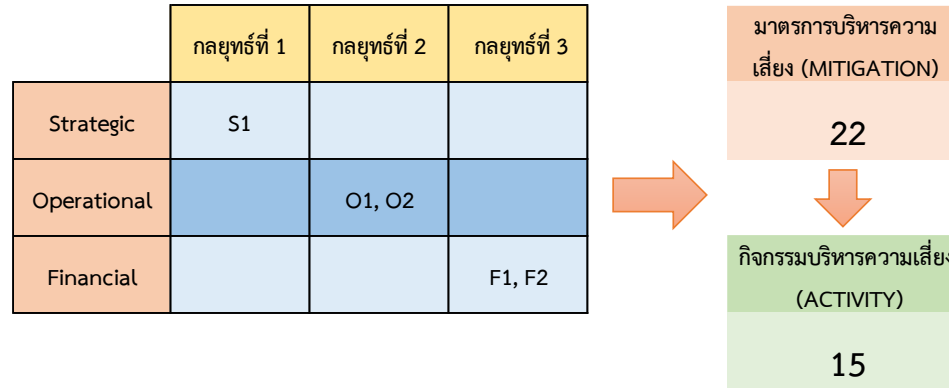 กลยุทธ์ที่ 1 กลยุทธ์ที่ 2 กลยุทธ์ที่ 3
Strategic S1
Operational O1, O2
Financial F1, F2
มาตรการบริหารความ
เสี่ยง (MITIGATION)
22
กิจกรรมบริหารความเสี่ยง
(ACTIVITY)
15